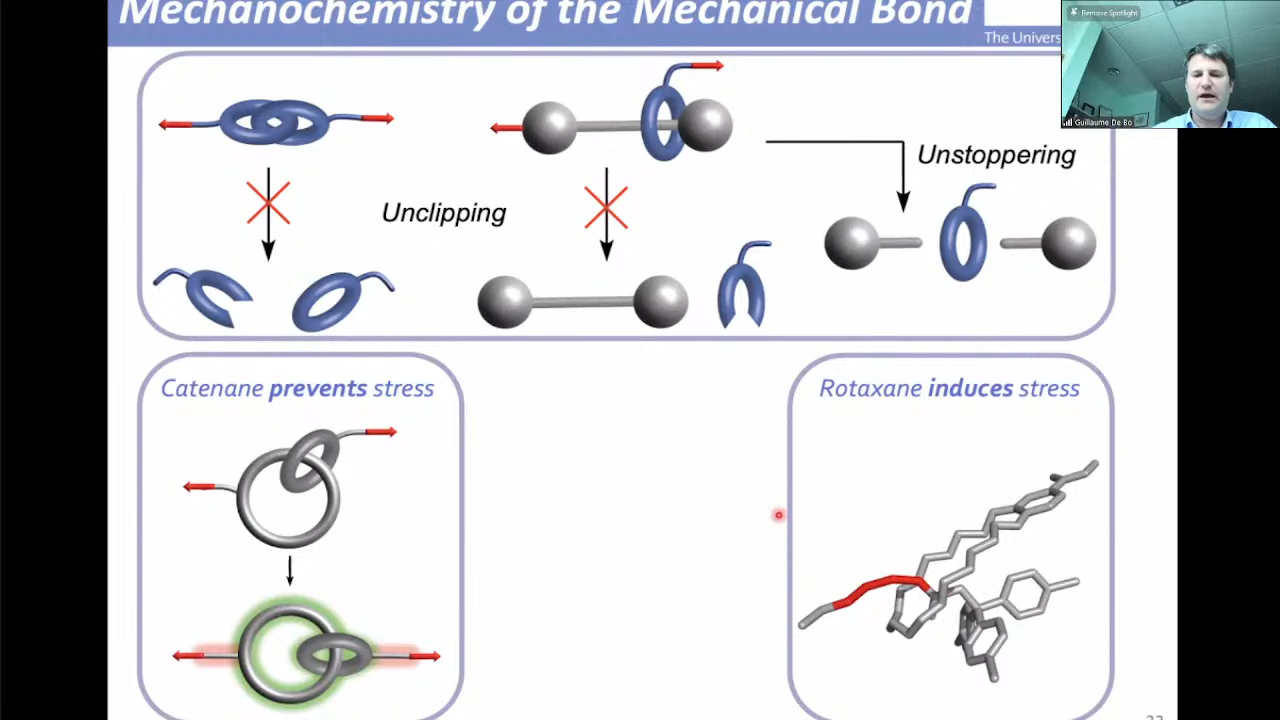 Mechanochemistry of the Mechanical Bond
The
Remove Spotlight
Guillaume De Bo
Unstoppering
Unclipping
Catenane prevents stress
Rotaxane induces stress